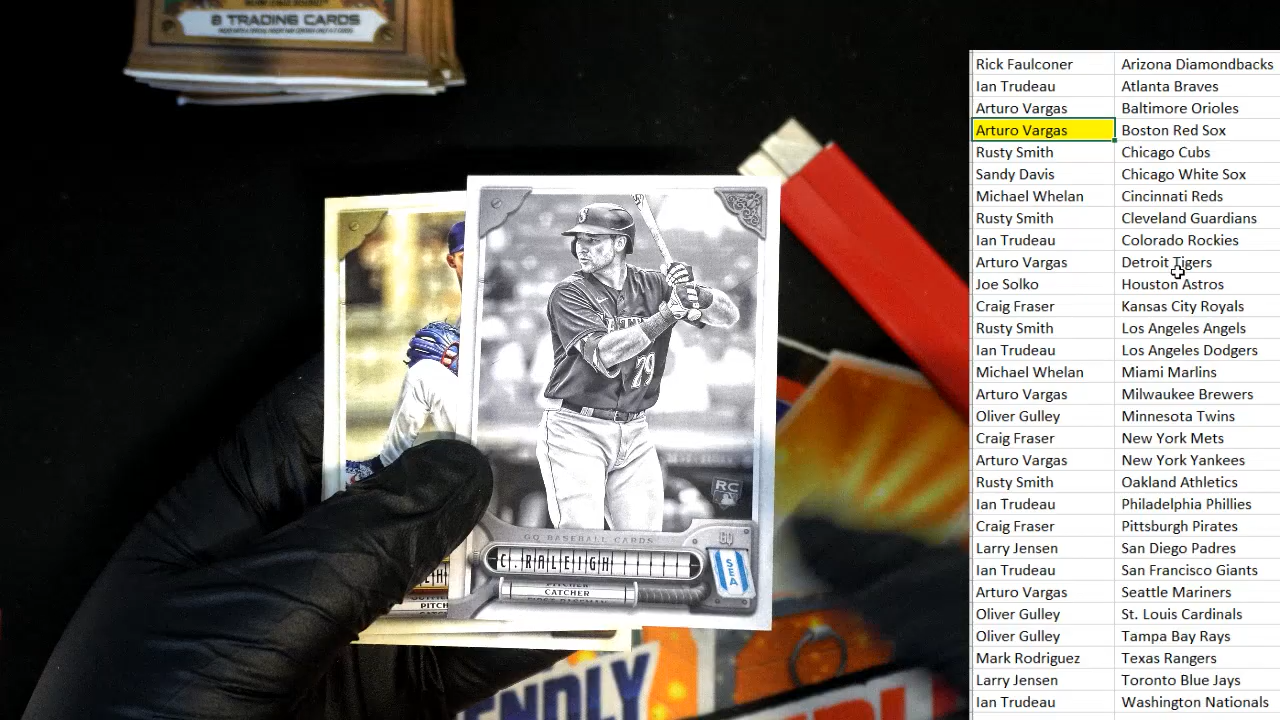 8 TRADING CARDS
79
RC
GQ BASEBALL CARDS
GQ
C.RALEIGH
SEA
PITCHER
CATCHER
FIRST BASEMAN
PITCH
ENDLY
Rick Faulconer Arizona Diamondbacks
Ian Trudeau Atlanta Braves
Arturo Vargas Baltimore Orioles
Arturo Vargas Boston Red Sox
Rusty Smith Chicago Cubs
Sandy Davis Chicago White Sox
Michael Whelan Cincinnati Reds
Rusty Smith Cleveland Guardians
Ian Trudeau Colorado Rockies
Arturo Vargas Detroit Tigers
Joe Solko Houston Astros
Craig Fraser Kansas City Royals
Rusty Smith Los Angeles Angels
Ian Trudeau Los Angeles Dodgers
Michael Whelan Miami Marlins
Arturo Vargas Milwaukee Brewers
Oliver Gulley Minnesota Twins
Craig Fraser New York Mets
Arturo Vargas New York Yankees
Rusty Smith Oakland Athletics
Ian Trudeau Philadelphia Phillies
Craig Fraser Pittsburgh Pirates
Larry Jensen San Diego Padres
Ian Trudeau San Francisco Giants
Arturo Vargas Seattle Mariners
Oliver Gulley St. Louis Cardinals
Oliver Gulley Tampa Bay Rays
Mark Rodriguez Texas Rangers
Larry Jensen Toronto Blue Jays
Ian Trudeau Washington Nationals